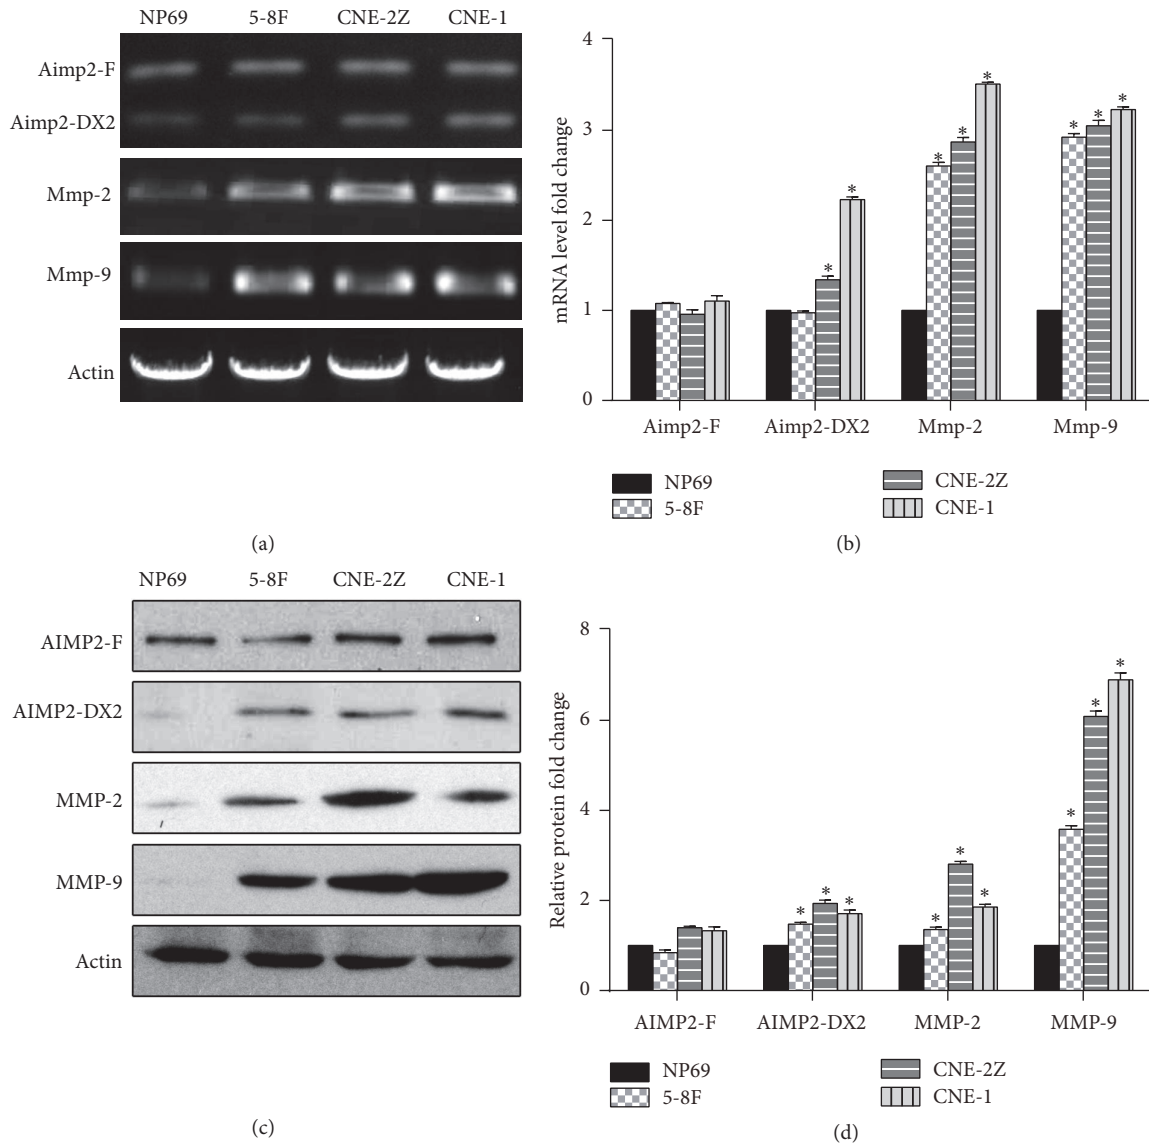 NP69 5-8F CNE-2Z CNE-1
Aimp2-F
Aimp2-DX2
Mmp-2
Mmp-9
Actin
(a)
mRNA level fold change
4
3
2
1
0
* * * * * * * *
Aimp2-F Aimp2-DX2 Mmp-2 Mmp-9
NP69 CNE-2Z
5-8F CNE-1
(b)
NP69 5-8F CNE-2Z CNE-1
AIMP2-F
AIMP2-DX2
MMP-2
MMP-9
Actin
(c)
Relative protein fold change
8
6
4
2
0
* * * * * * * * *
AIMP2-F AIMP2-DX2 MMP-2 MMP-9
NP69 CNE-2Z
5-8F CNE-1
(d)